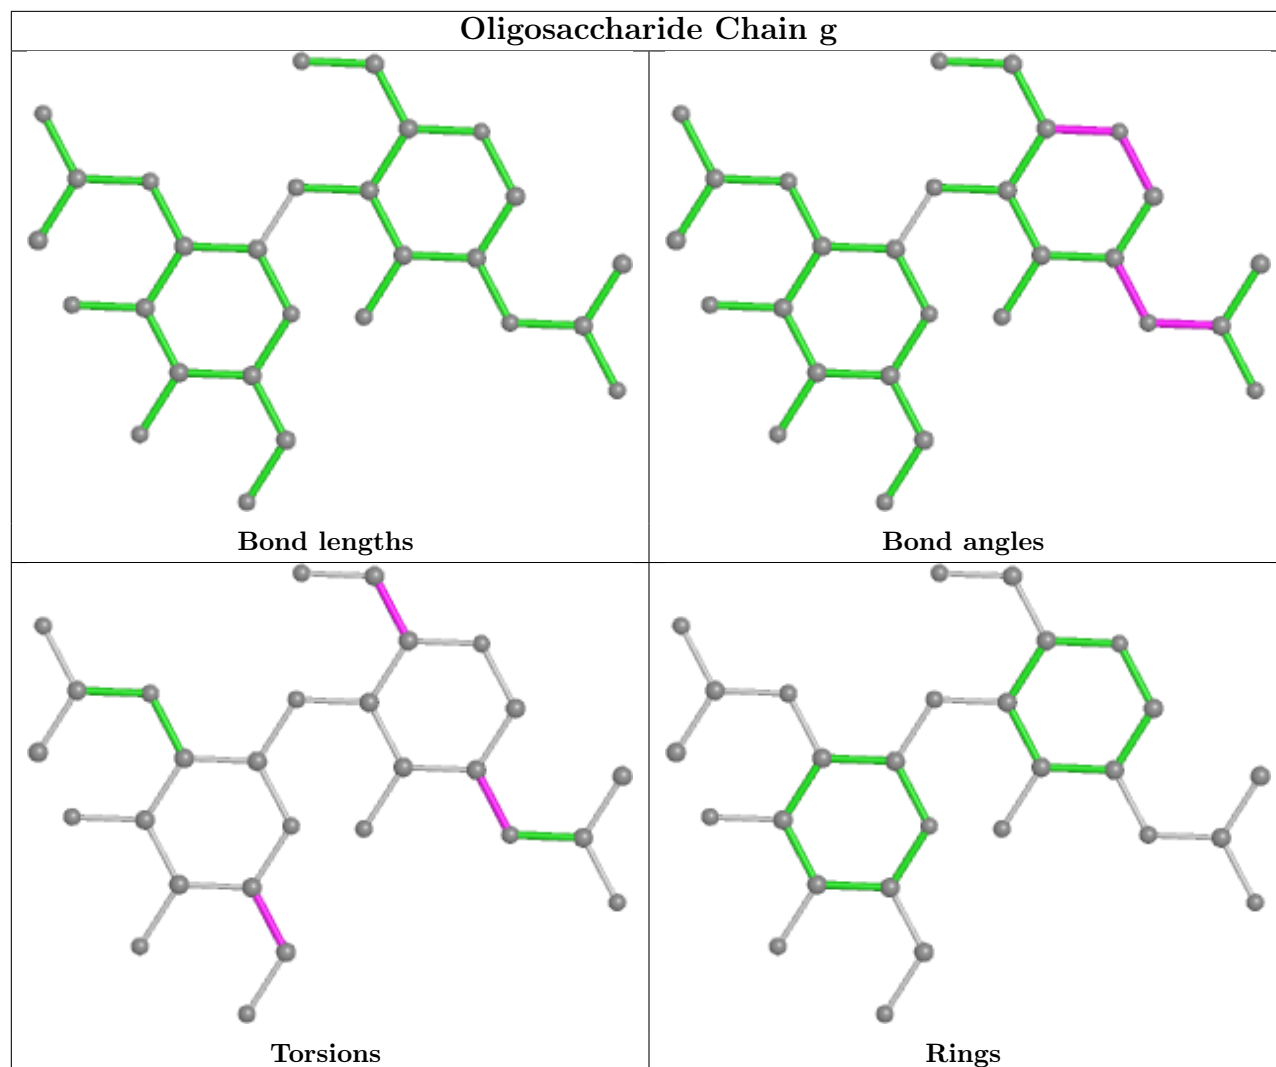 Oligosaccharide Chain g
Bond lengths
Bond angles
Torsions
Rings